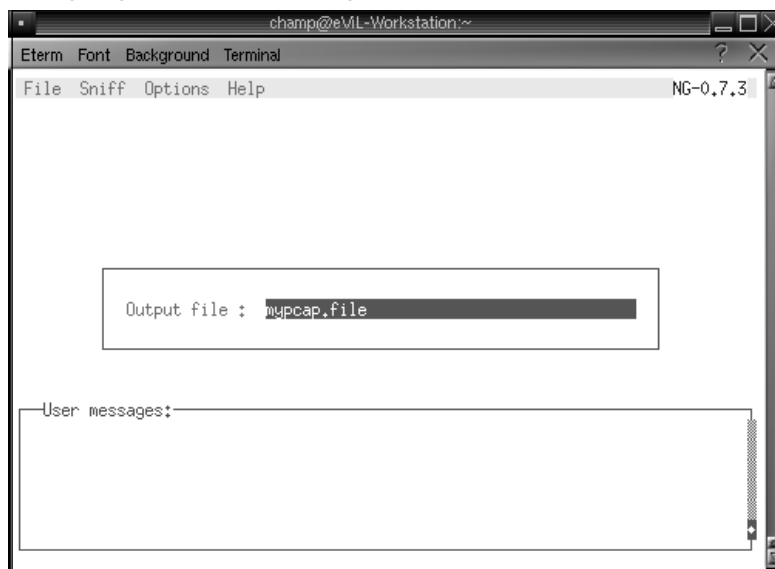 champ@eVIL-Workstation:~
Eterm Font Background Terminal ?
File Sniff Options Help NG-0.7.3
Output file : mypcap.file
User messages: